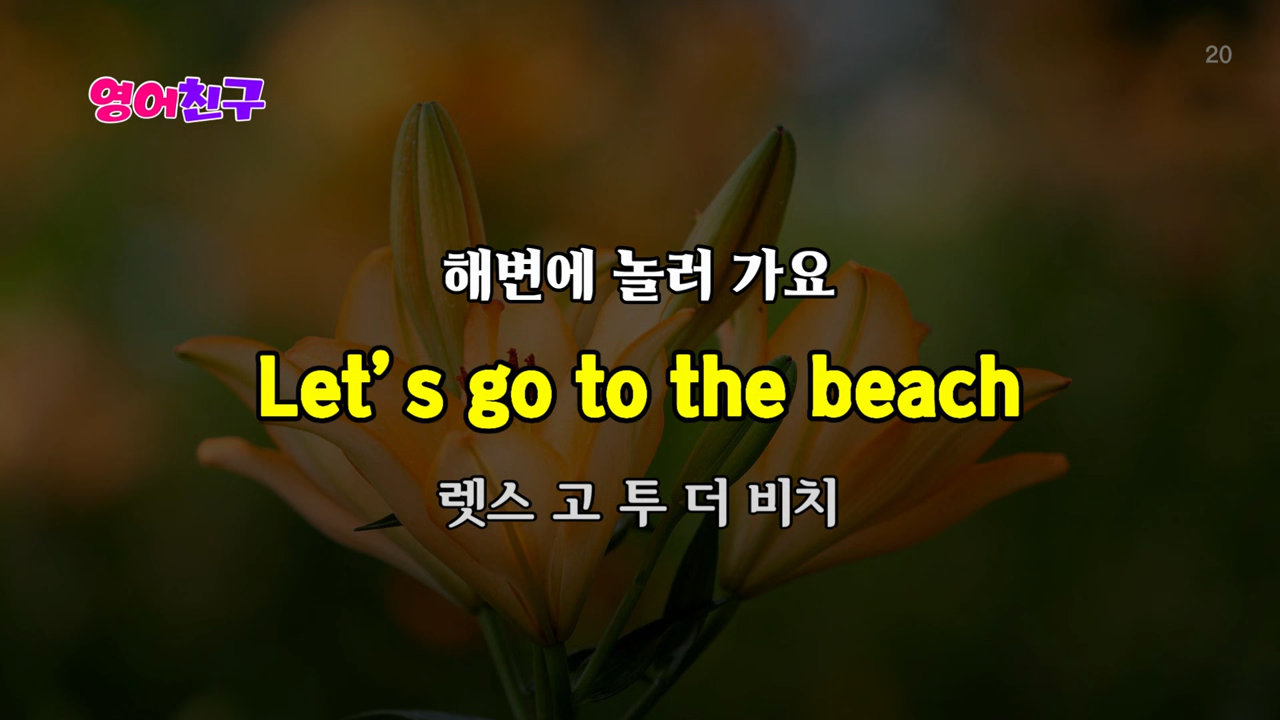 20
영어친구
해변에 놀러 가요
Let's go to the beach
렛스 고 투 더 비치